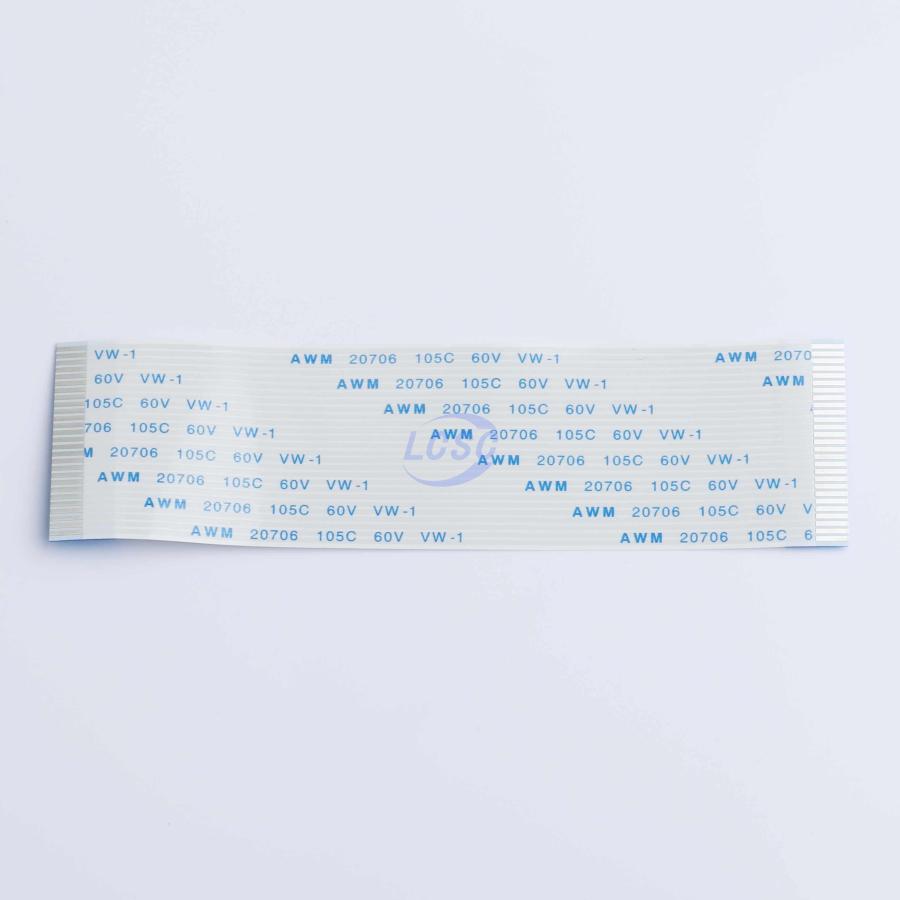 VW-1 AWM 20706 105C 60V VW-1 AWM 2070
60V VW-1 AWM 20706 105C 60V VW-1 AWM
105C 60V VW-1 AWM 20706 105C 60V VW-1
706 105C 60V VW-1 AWM 20706 105C 60V VW-1
M 20706 105C 60V VW-1 AWM 20706 105C 60V VW-1
AWM 20706 105C 60V VW-1 AWM 20706 105C 60V VW-1
AWM 20706 105C 60V VW-1 AWM 20706 105C 60V V
AWM 20706 105C 60V VW-1 AWM 20706 105C 6
LCSC